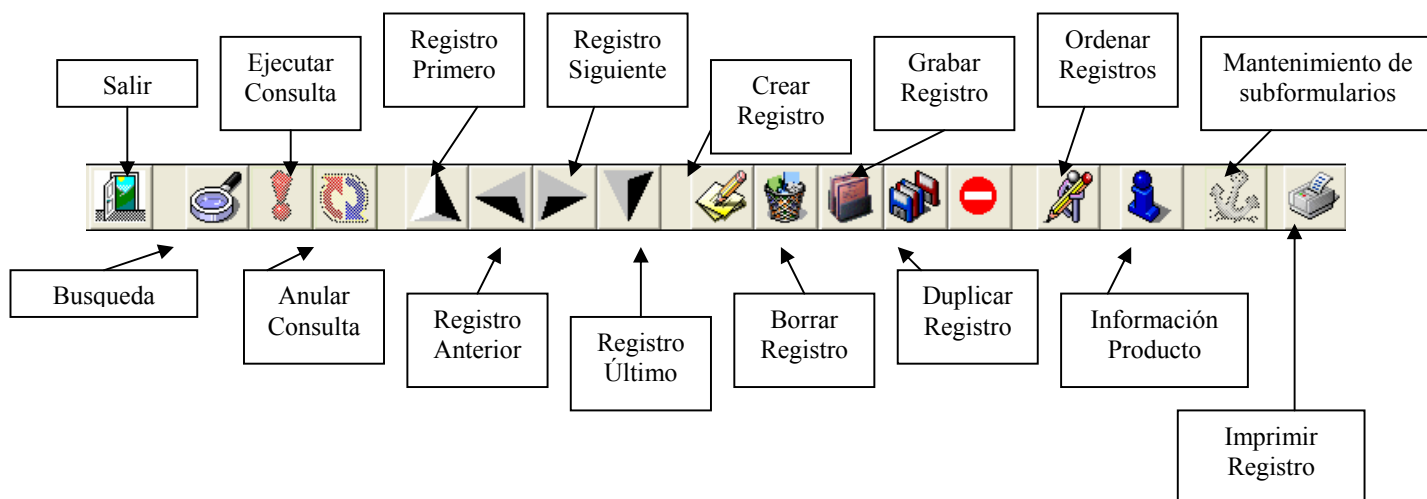 Salir
Ejecutar
Consulta
Registro
Primero
Registro
Siguiente
Crear
Registro
Grabar
Registro
Ordenar
Registros
Mantenimiento de
subformularios
Busqueda
Anular
Consulta
Registro
Anterior
Registro
Último
Borrar
Registro
Duplicar
Registro
Información
Producto
Imprimir
Registro